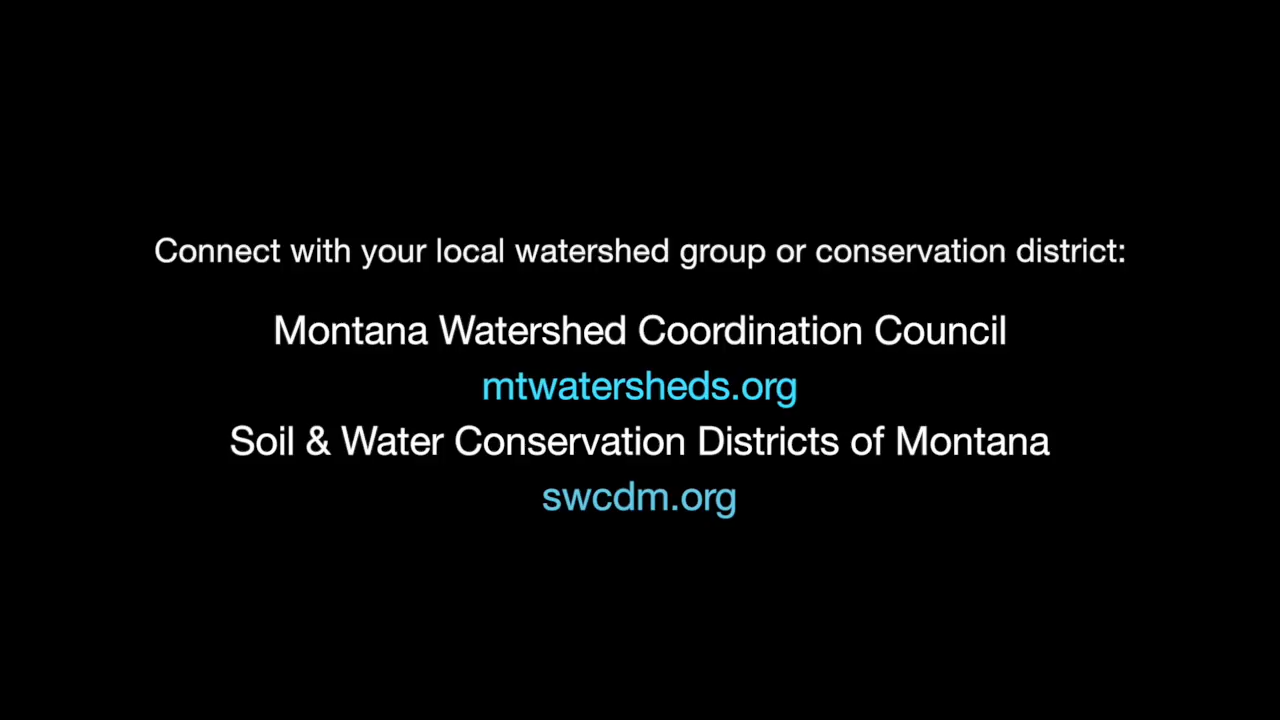 Connect with your local watershed group or conservation district:
Montana Watershed Coordination Council
mtwatersheds.org
Soil & Water Conservation Districts of Montana
swcdm.org